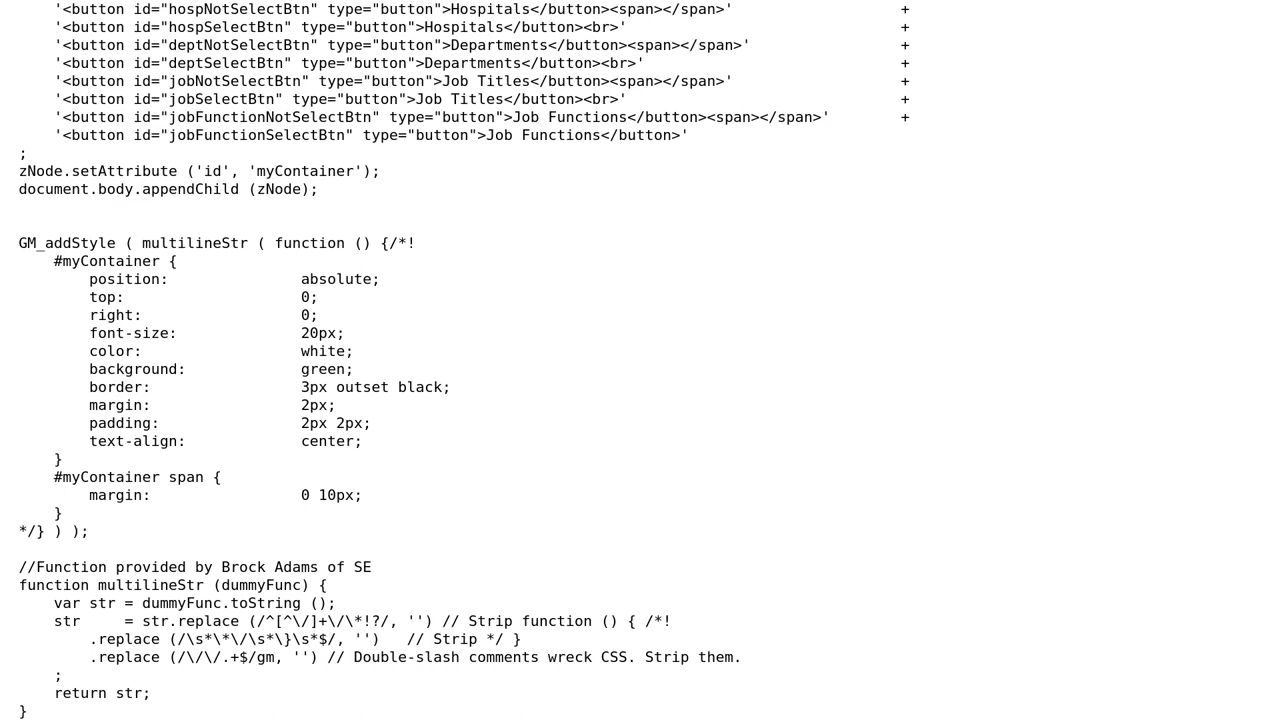 '<button id="hospNotSelectBtn" type="button">Hospitals</button><span></span>' +
'<button id="hospSelectBtn" type="button">Hospitals</button><br>' +
'<button id="deptNotSelectBtn" type="button">Departments</button><span></span>' +
'<button id="deptSelectBtn" type="button">Departments</button><br>' +
'<button id="jobNotSelectBtn" type="button">Job Titles</button><span></span>' +
'<button id="jobSelectBtn" type="button">Job Titles</button><br>' +
'<button id="jobFunctionNotSelectBtn" type="button">Job Functions</button><span></span>' +
'<button id="jobFunctionSelectBtn" type="button">Job Functions</button>'
;
zNode.setAttribute ('id', 'myContainer');
document.body.appendChild (zNode);
GM_addStyle ( multilineStr ( function () {/*!
#myContainer {
position: absolute;
top: 0;
right: 0;
font-size: 20px;
color: white;
background: green;
border: 3px outset black;
margin: 2px;
padding: 2px 2px;
text-align: center;
}
#myContainer span {
margin: 0 10px;
}
*/} ) );
//Function provided by Brock Adams of SE
function multilineStr (dummyFunc) {
var str = dummyFunc.toString ();
str = str.replace (/^[^\/]+\/\*!?/, '') // Strip function () { /*!
.replace (/\s*\*\/\s*\}\s*$/, '') // Strip */ }
.replace (/\/\/.+$/gm, '') // Double-slash comments wreck CSS. Strip them.
;
return str;
}